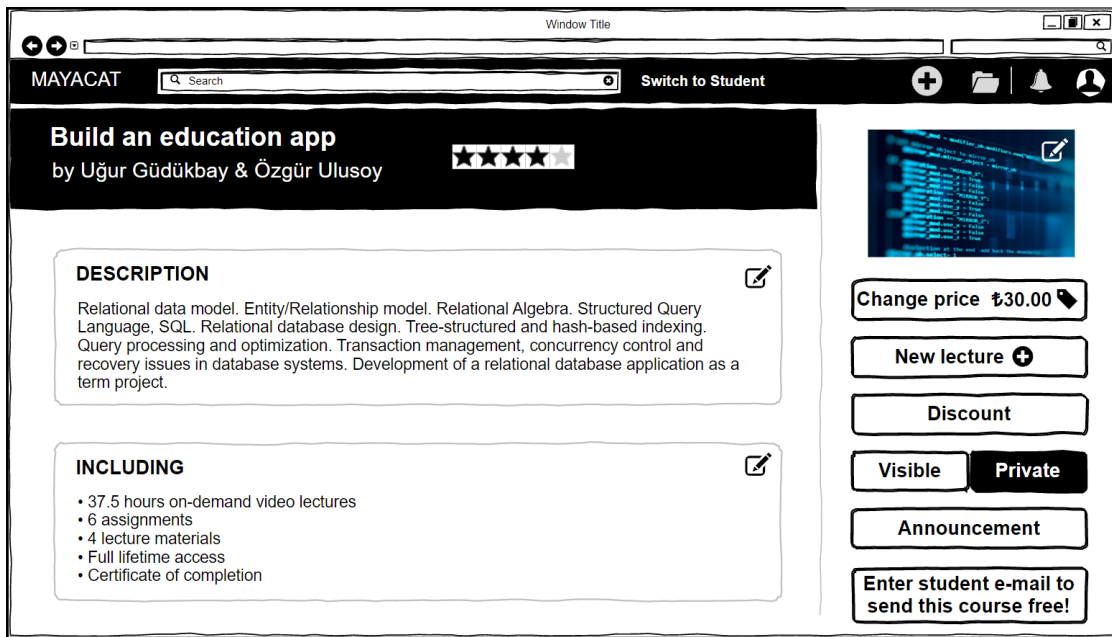 Window Title
MAYACAT
Search
Switch to Student
Build an education app
by Uğur Güdükbay & Özgür Ulusoy
DESCRIPTION
Relational data model. Entity/Relationship model. Relational Algebra. Structured Query
Language, SQL. Relational database design. Tree-structured and hash-based indexing.
Query processing and optimization. Transaction management, concurrency control and
recovery issues in database systems. Development of a relational database application as a
term project.
INCLUDING
• 37.5 hours on-demand video lectures
• 6 assignments
• 4 lecture materials
• Full lifetime access
• Certificate of completion
Change price ₺30.00
New lecture
Discount
Visible
Private
Announcement
Enter student e-mail to
send this course free!